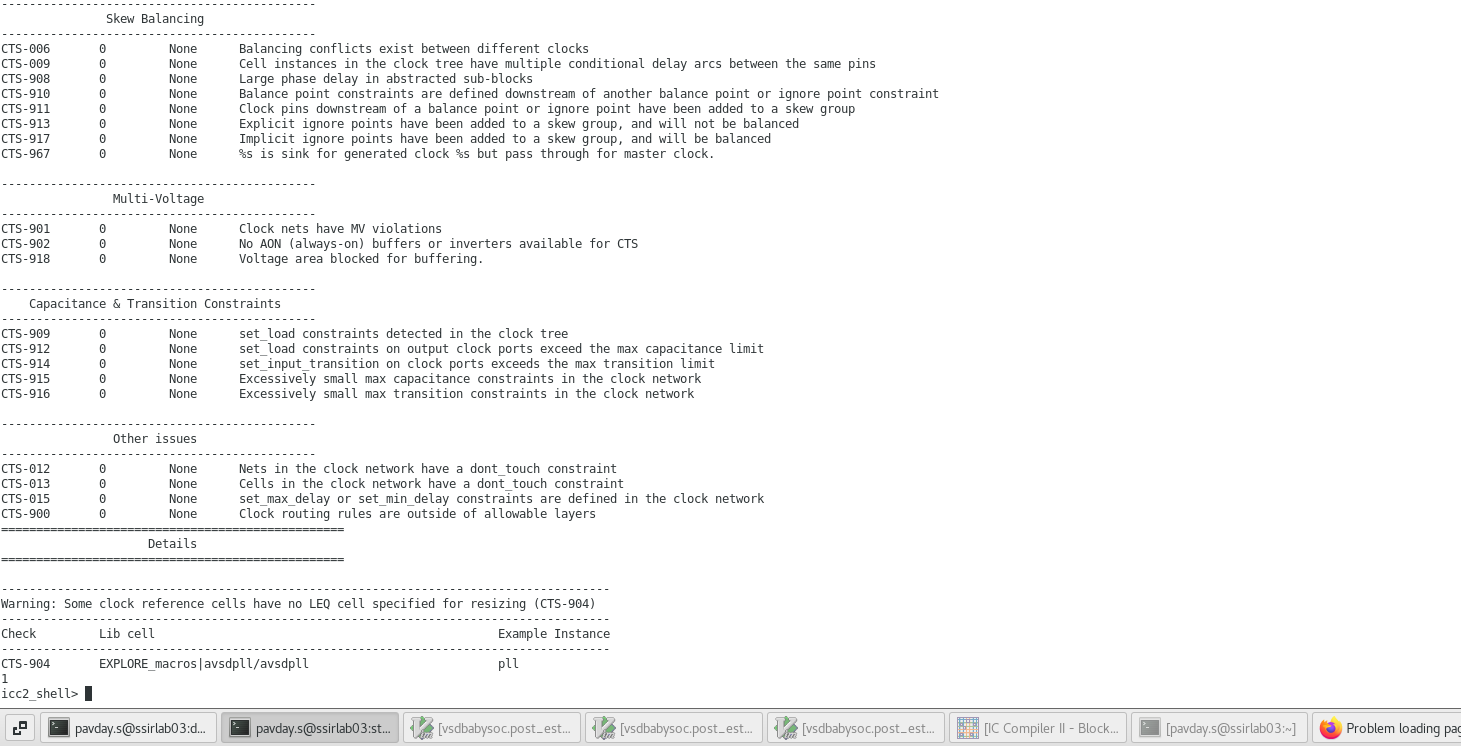 --------------------------------------------- 
Skew Balancing
---------------------------------------------
CTS-006 0 None Balancing conflicts exist between different clocks
CTS-009 0 None Cell instances in the clock tree have multiple conditional delay arcs between the same pins
CTS-908 0 None Large phase delay in abstracted sub-blocks
CTS-910 0 None Balance point constraints are defined downstream of another balance point or ignore point constraint
CTS-911 0 None Clock pins downstream of a balance point or ignore point have been added to a skew group
CTS-913 0 None Explicit ignore points have been added to a skew group, and will not be balanced
CTS-917 0 None Implicit ignore points have been added to a skew group, and will be balanced
CTS-967 0 None %s is sink for generated clock %s but pass through for master clock.
---------------------------------------------
Multi-Voltage
---------------------------------------------
CTS-901 0 None Clock nets have MV violations
CTS-902 0 None No AON (always-on) buffers or inverters available for CTS
CTS-918 0 None Voltage area blocked for buffering.
---------------------------------------------
Capacitance & Transition Constraints
---------------------------------------------
CTS-909 0 None set_load constraints detected in the clock tree
CTS-912 0 None set_load constraints on output clock ports exceed the max capacitance limit
CTS-914 0 None set_input_transition on clock ports exceeds the max transition limit
CTS-915 0 None Excessively small max capacitance constraints in the clock network
CTS-916 0 None Excessively small max transition constraints in the clock network
---------------------------------------------
Other issues
---------------------------------------------
CTS-012 0 None Nets in the clock network have a dont_touch constraint
CTS-013 0 None Cells in the clock network have a dont_touch constraint
CTS-015 0 None set_max_delay or set_min_delay constraints are defined in the clock network
CTS-900 0 None Clock routing rules are outside of allowable layers
=================================================
Details
=================================================
---------------------------------------------------------------------------------------
Warning: Some clock reference cells have no LEQ cell specified for resizing (CTS-904)
---------------------------------------------------------------------------------------
Check Lib cell Example Instance
---------------------------------------------------------------------------------------
CTS-904 EXPLORE_macros|avsdpll/avsdpll pll
1
icc2_shell>
pavday.s@ssirlab03:d... pavday.s@ssirlab03:st... [vsdbabysoc.post_est... [vsdbabysoc.post_est... [vsdbabysoc.post_est... [IC Compiler II - Block... [pavday.s@ssirlab03:~] Problem loading pag